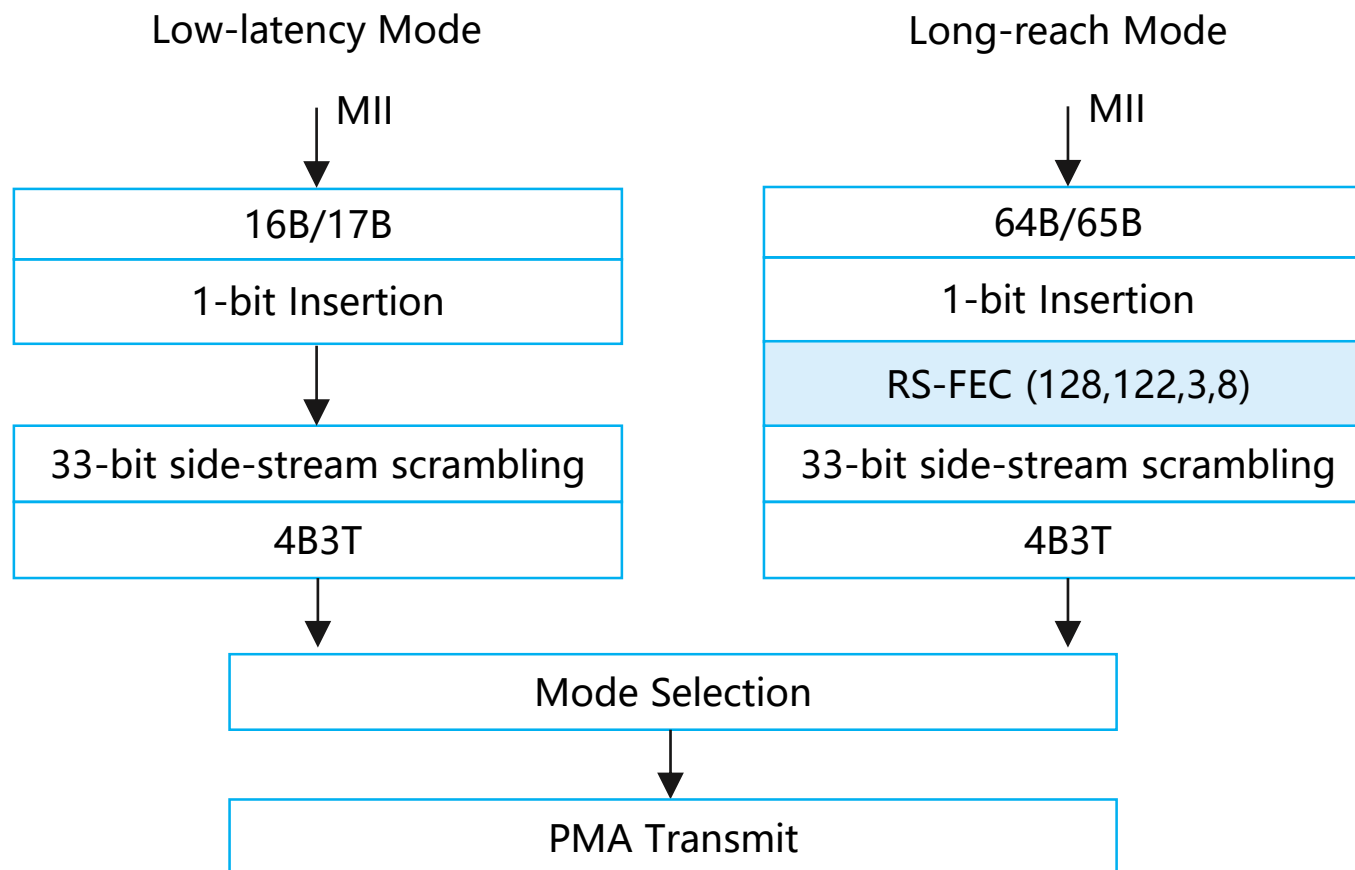 Low-latency Mode
MII
16B/17B
1-bit Insertion
33-bit side-stream scrambling
4B3T
Long-reach Mode
MII
64B/65B
1-bit Insertion
RS-FEC (128,122,3,8)
33-bit side-stream scrambling
4B3T
Mode Selection
PMA Transmit